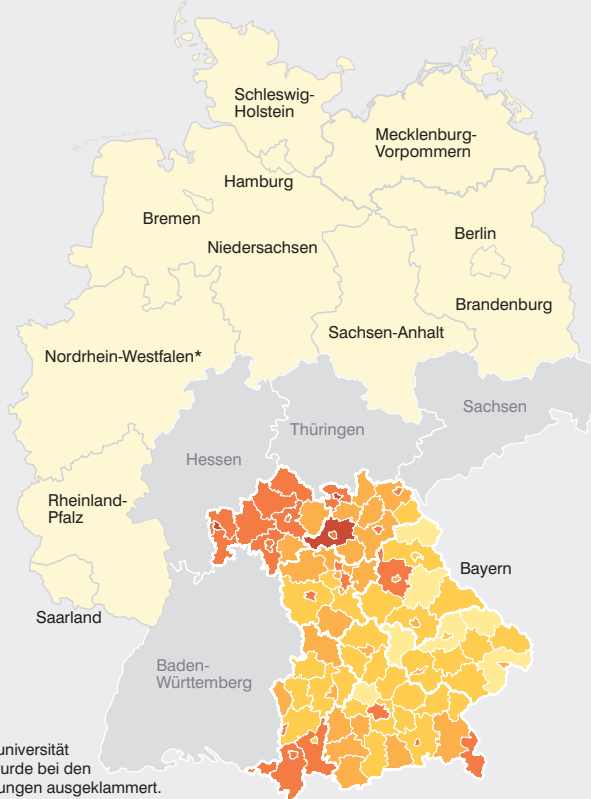 Schleswig-
Holstein
Mecklenburg-
Vorpommern
Hamburg
Bremen
Niedersachsen
Berlin
Brandenburg
Sachsen-Anhalt
Nordrhein-Westfalen*
Sachsen
Thüringen
Hessen
Rheinland-
Pfalz
Bayern
Saarland
Baden-
Württemberg
universität
urde bei den
ungen ausgeklammert.